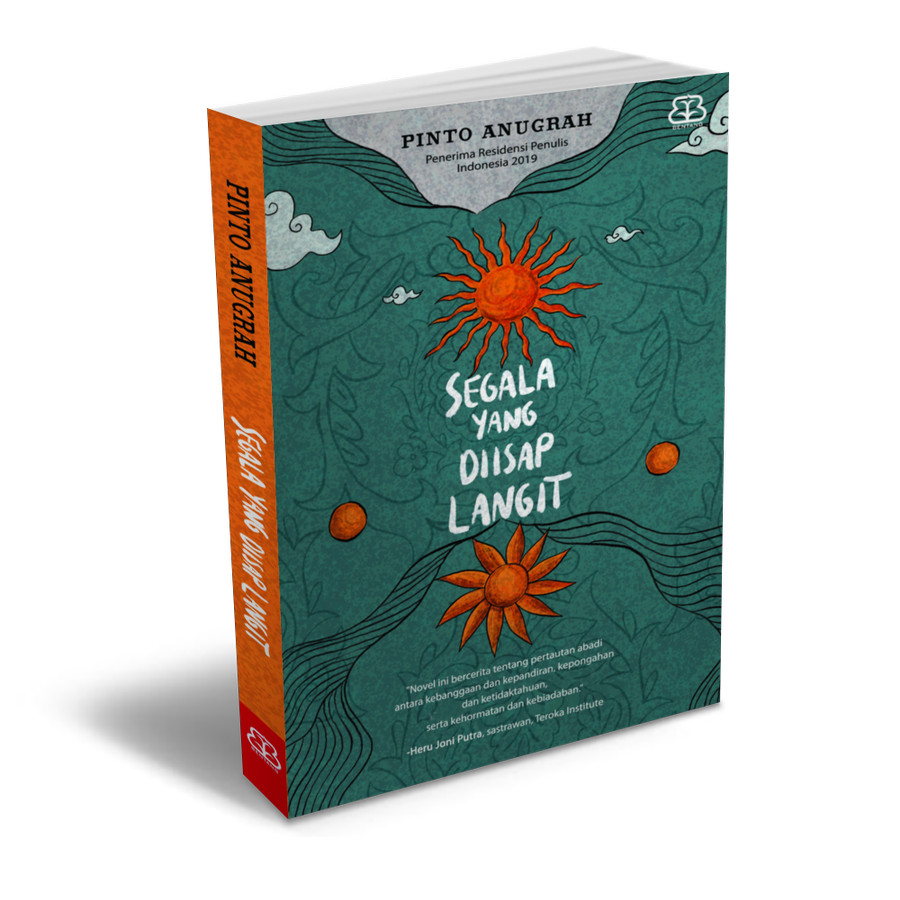 PINTO ANUGRAH
Penerima Residensi Penulis
Indonesia 2019
BENTANG
SEGALA
YANG
DIISAP
LANGIT
"Novel ini bercerita tentang pertautan abadi
antara kebanggaan dan kepandiran, kepongahan
dan ketidaktahuan,
serta kehormatan dan kebiadaban."
-Heru Joni Putra, sastrawan, Teroka Institute
PINTO ANUGRAH
SEGALA YANG DIISAP LANGIT